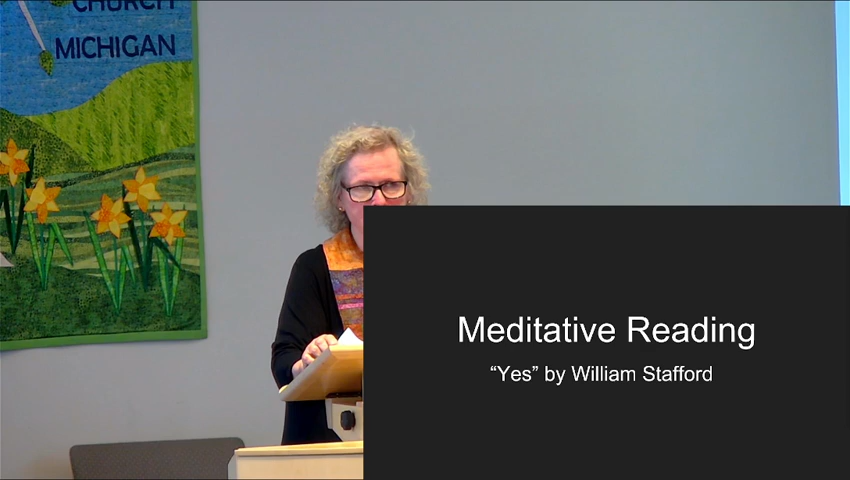 CHURCH
MICHIGAN
Meditative Reading
“Yes” by William Stafford